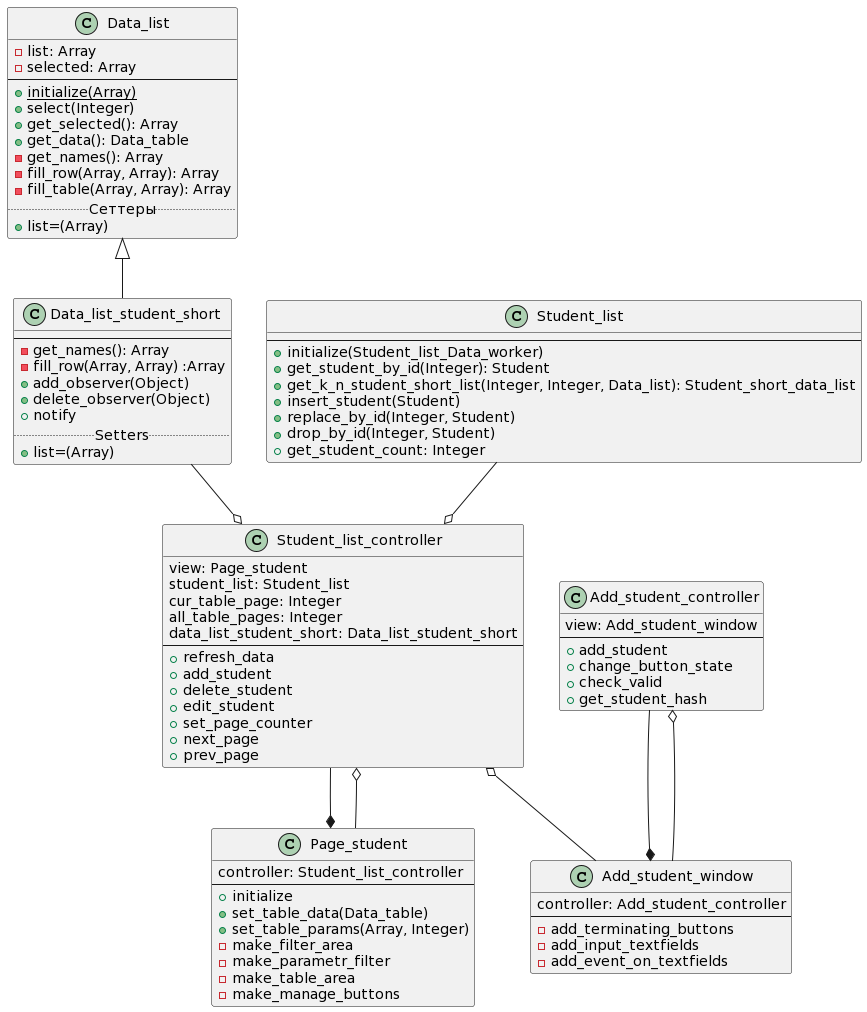 C Data_list
list: Array
selected: Array
initialize(Array)
select(Integer)
get_selected(): Array
get_data(): Data_table
get_names(): Array
fill_row(Array, Array): Array
fill_table(Array, Array): Array
Сеттеры
list=(Array)
C Data_list_student_short
get_names(): Array
fill_row(Array, Array) :Array
add_observer(Object)
delete_observer(Object)
notify
Setters
list=(Array)
C Student_list
initialize(Student_list_Data_worker)
get_student_by_id(Integer): Student
get_k_n_student_short_list(Integer, Integer, Data_list): Student_short_data_list
insert_student(Student)
replace_by_id(Integer, Student)
drop_by_id(Integer, Student)
get_student_count: Integer
C Student_list_controller
view: Page_student
student_list: Student_list
cur_table_page: Integer
all_table_pages: Integer
data_list_student_short: Data_list_student_short
refresh_data
add_student
delete_student
edit_student
set_page_counter
next_page
prev_page
C Add_student_controller
view: Add_student_window
add_student
change_button_state
check_valid
get_student_hash
C Page_student
controller: Student_list_controller
initialize
set_table_data(Data_table)
set_table_params(Array, Integer)
make_filter_area
make_parametr_filter
make_table_area
make_manage_buttons
C Add_student_window
controller: Add_student_controller
add_terminating_buttons
add_input_textfields
add_event_on_textfields